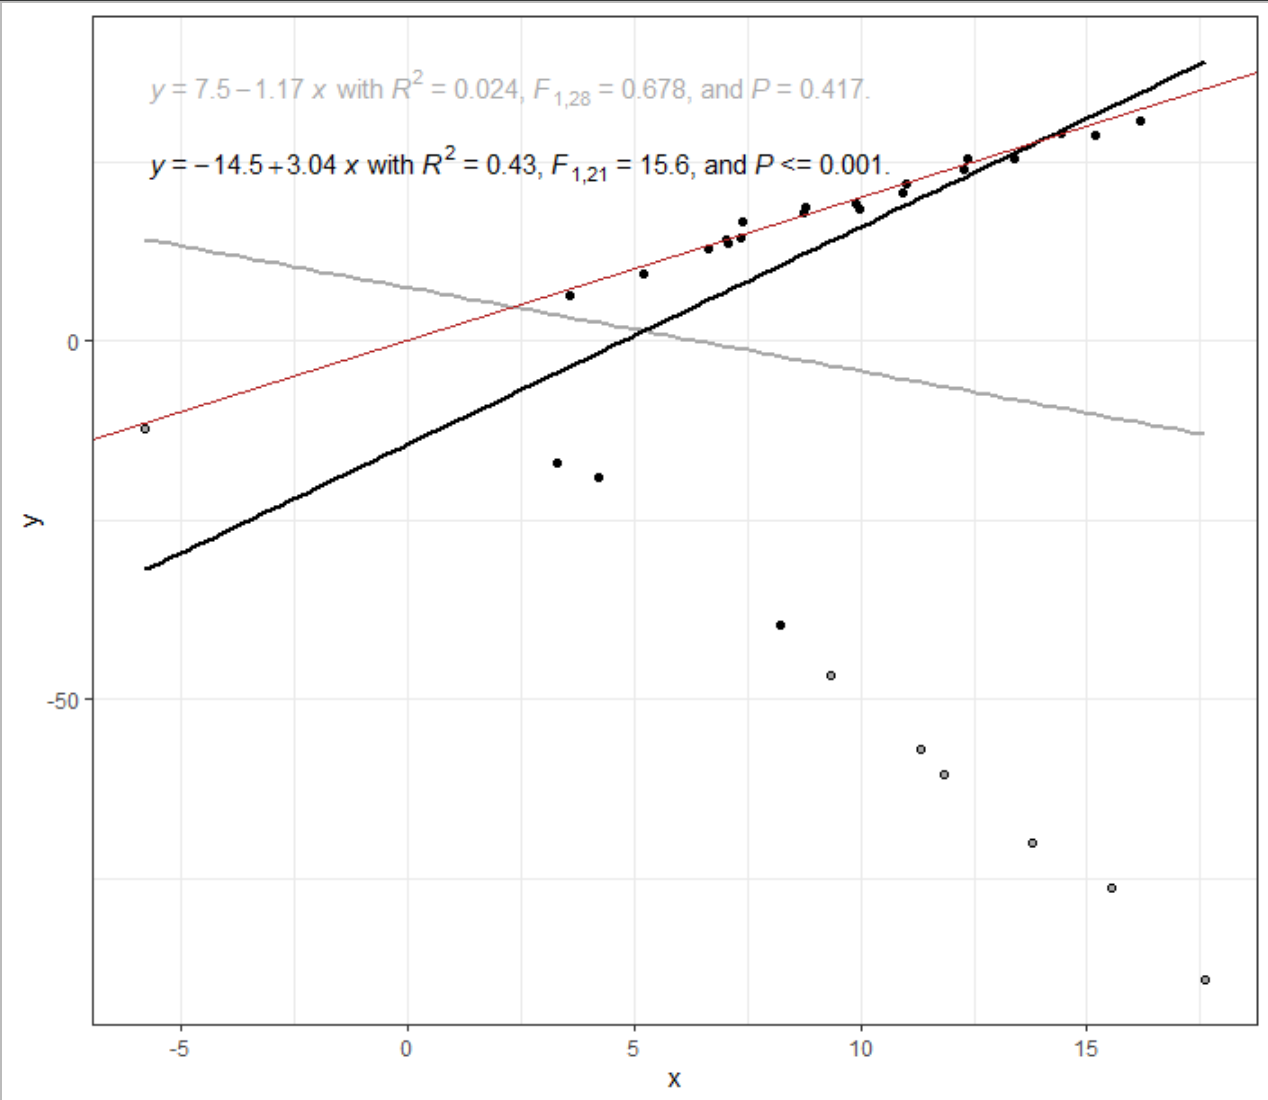 y = 7.5 − 1.17 x with R² = 0.024, F₁,₂₈ = 0.678, and P = 0.417.
y = −14.5 + 3.04 x with R² = 0.43, F₁,₂₁ = 15.6, and P <= 0.001.
0
y
-50
-5 0 5 10 15
x